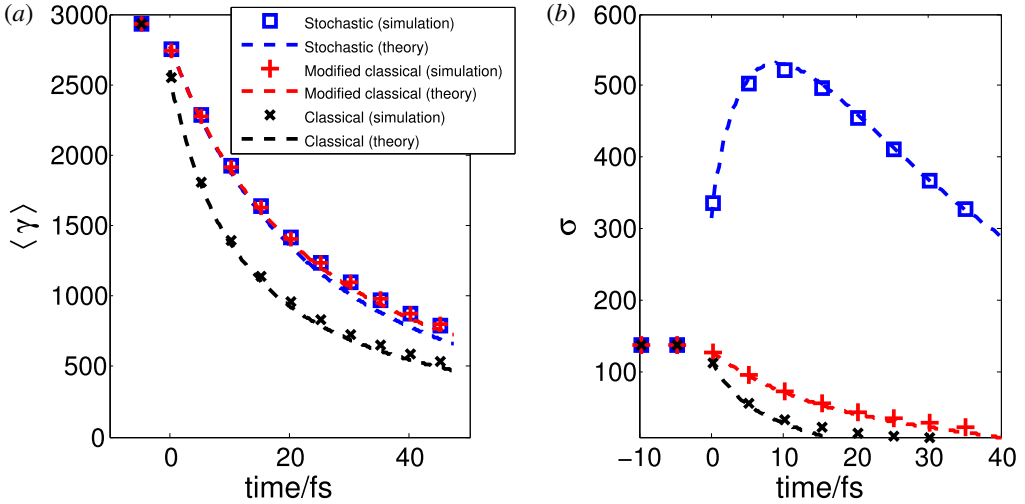 (a)
3000
2500
2000
1500
1000
500
0
0
20
40
⟨γ⟩
time/fs
Stochastic (simulation)
Stochastic (theory)
Modified classical (simulation)
Modified classical (theory)
Classical (simulation)
Classical (theory)
(b)
600
500
400
300
200
100
−10
0
10
20
30
40
σ
time/fs